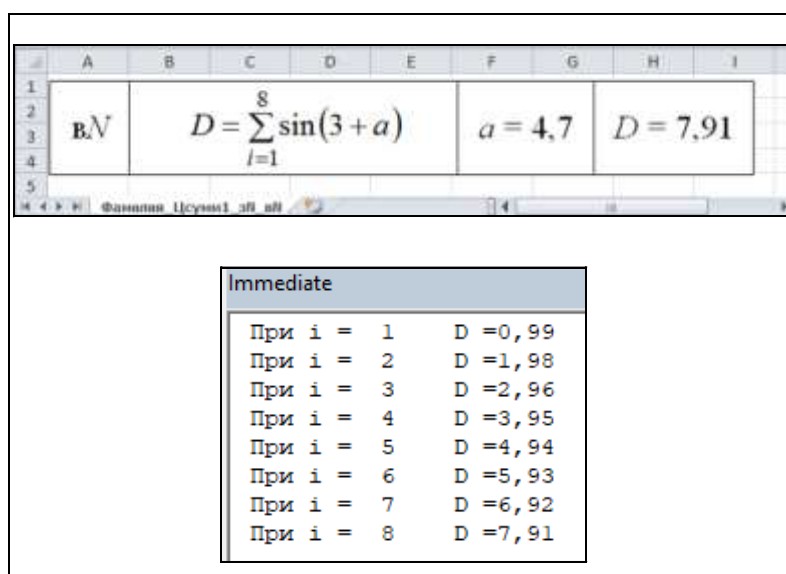 A B C D E F G H I
1
2
3
4
5
вN D = \sum_{i=1}^{8} sin(3 + a) a = 4,7 D = 7,91
Фамилия_Цсумм1_зN_вN
Immediate
При i = 1 D =0,99
При i = 2 D =1,98
При i = 3 D =2,96
При i = 4 D =3,95
При i = 5 D =4,94
При i = 6 D =5,93
При i = 7 D =6,92
При i = 8 D =7,91